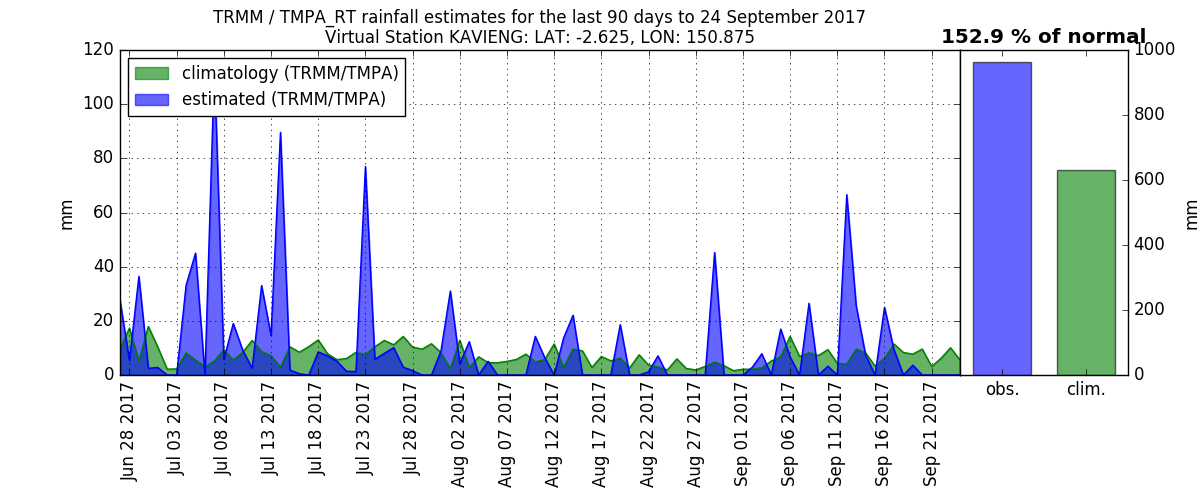 TRMM / TMPA_RT rainfall estimates for the last 90 days to 24 September 2017
Virtual Station KAVIENG: LAT: -2.625, LON: 150.875
152.9 % of normal
climatology (TRMM/TMPA)
estimated (TRMM/TMPA)
120
100
80
60
40
20
0
mm
Jun 28 2017
Jul 03 2017
Jul 08 2017
Jul 13 2017
Jul 18 2017
Jul 23 2017
Jul 28 2017
Aug 02 2017
Aug 07 2017
Aug 12 2017
Aug 17 2017
Aug 22 2017
Aug 27 2017
Sep 01 2017
Sep 06 2017
Sep 11 2017
Sep 16 2017
Sep 21 2017
obs.
clim.
1000
800
600
400
200
0
mm